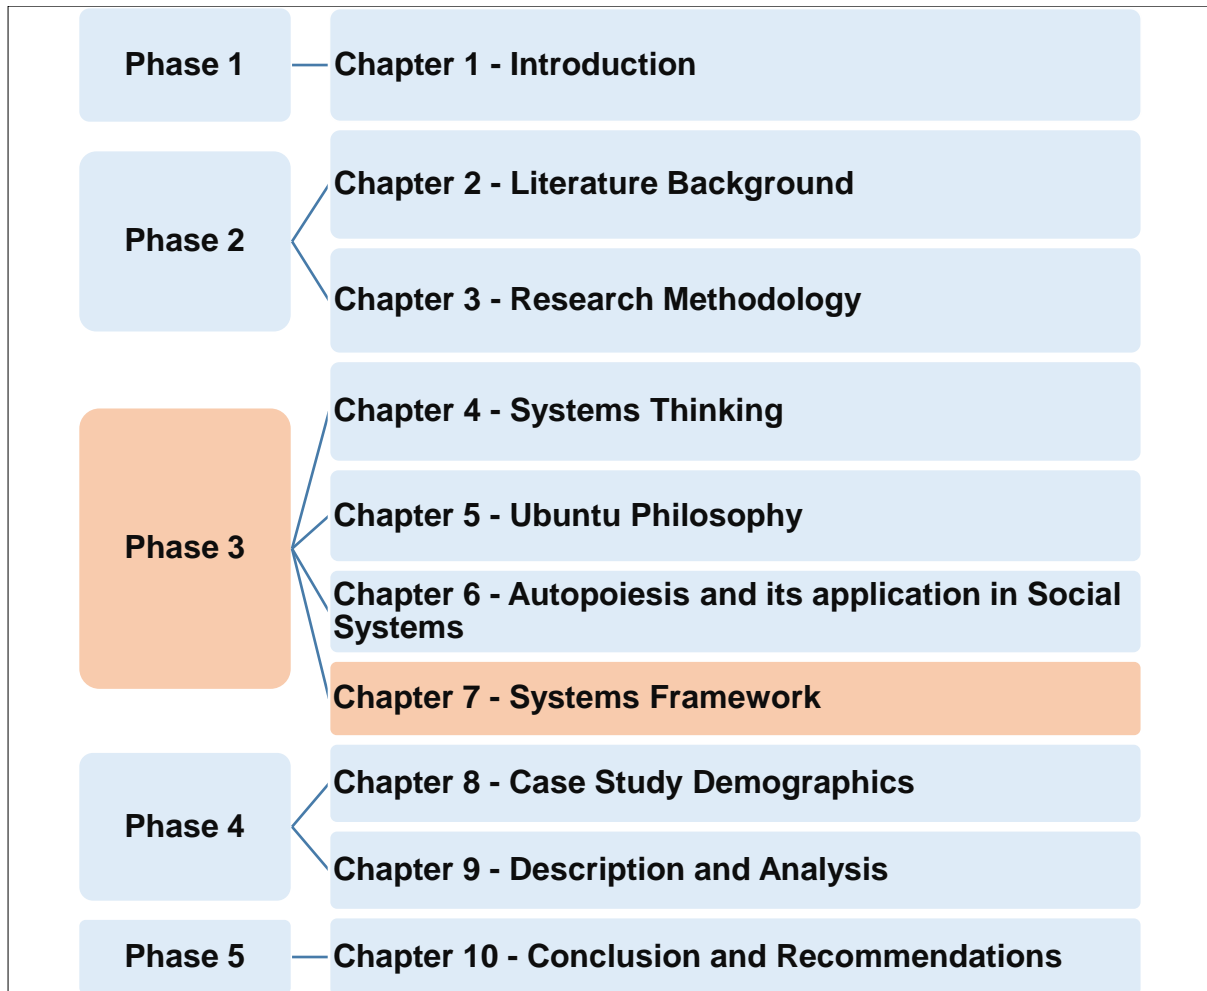 Phase 1
Chapter 1 - Introduction
Phase 2
Chapter 2 - Literature Background
Chapter 3 - Research Methodology
Phase 3
Chapter 4 - Systems Thinking
Chapter 5 - Ubuntu Philosophy
Chapter 6 - Autopoiesis and its application in Social
Systems
Chapter 7 - Systems Framework
Phase 4
Chapter 8 - Case Study Demographics
Chapter 9 - Description and Analysis
Phase 5
Chapter 10 - Conclusion and Recommendations